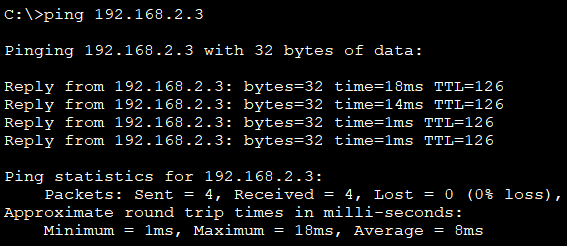 C:\>ping 192.168.2.3
Pinging 192.168.2.3 with 32 bytes of data:
Reply from 192.168.2.3: bytes=32 time=18ms TTL=126
Reply from 192.168.2.3: bytes=32 time=14ms TTL=126
Reply from 192.168.2.3: bytes=32 time=1ms TTL=126
Reply from 192.168.2.3: bytes=32 time=1ms TTL=126
Ping statistics for 192.168.2.3:
Packets: Sent = 4, Received = 4, Lost = 0 (0% loss),
Approximate round trip times in milli-seconds:
Minimum = 1ms, Maximum = 18ms, Average = 8ms